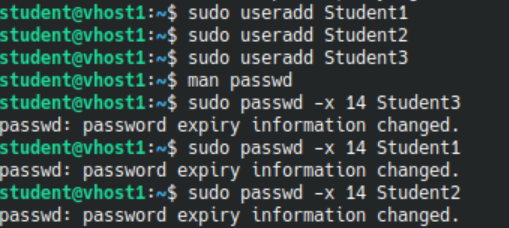 student@vhost1:~$ sudo useradd Student1
student@vhost1:~$ sudo useradd Student2
student@vhost1:~$ sudo useradd Student3
student@vhost1:~$ man passwd
student@vhost1:~$ sudo passwd -x 14 Student3
passwd: password expiry information changed.
student@vhost1:~$ sudo passwd -x 14 Student1
passwd: password expiry information changed.
student@vhost1:~$ sudo passwd -x 14 Student2
passwd: password expiry information changed.